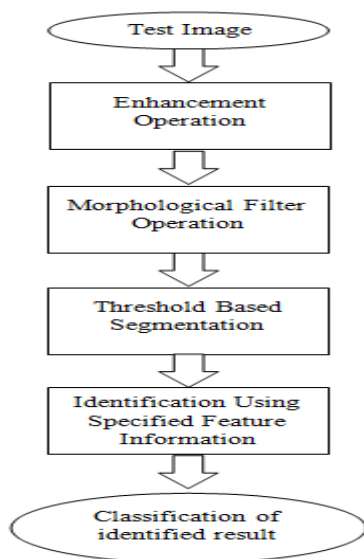 Test Image
Enhancement
Operation
Morphological Filter
Operation
Threshold Based
Segmentation
Identification Using
Specified Feature
Information
Classification of
identified result